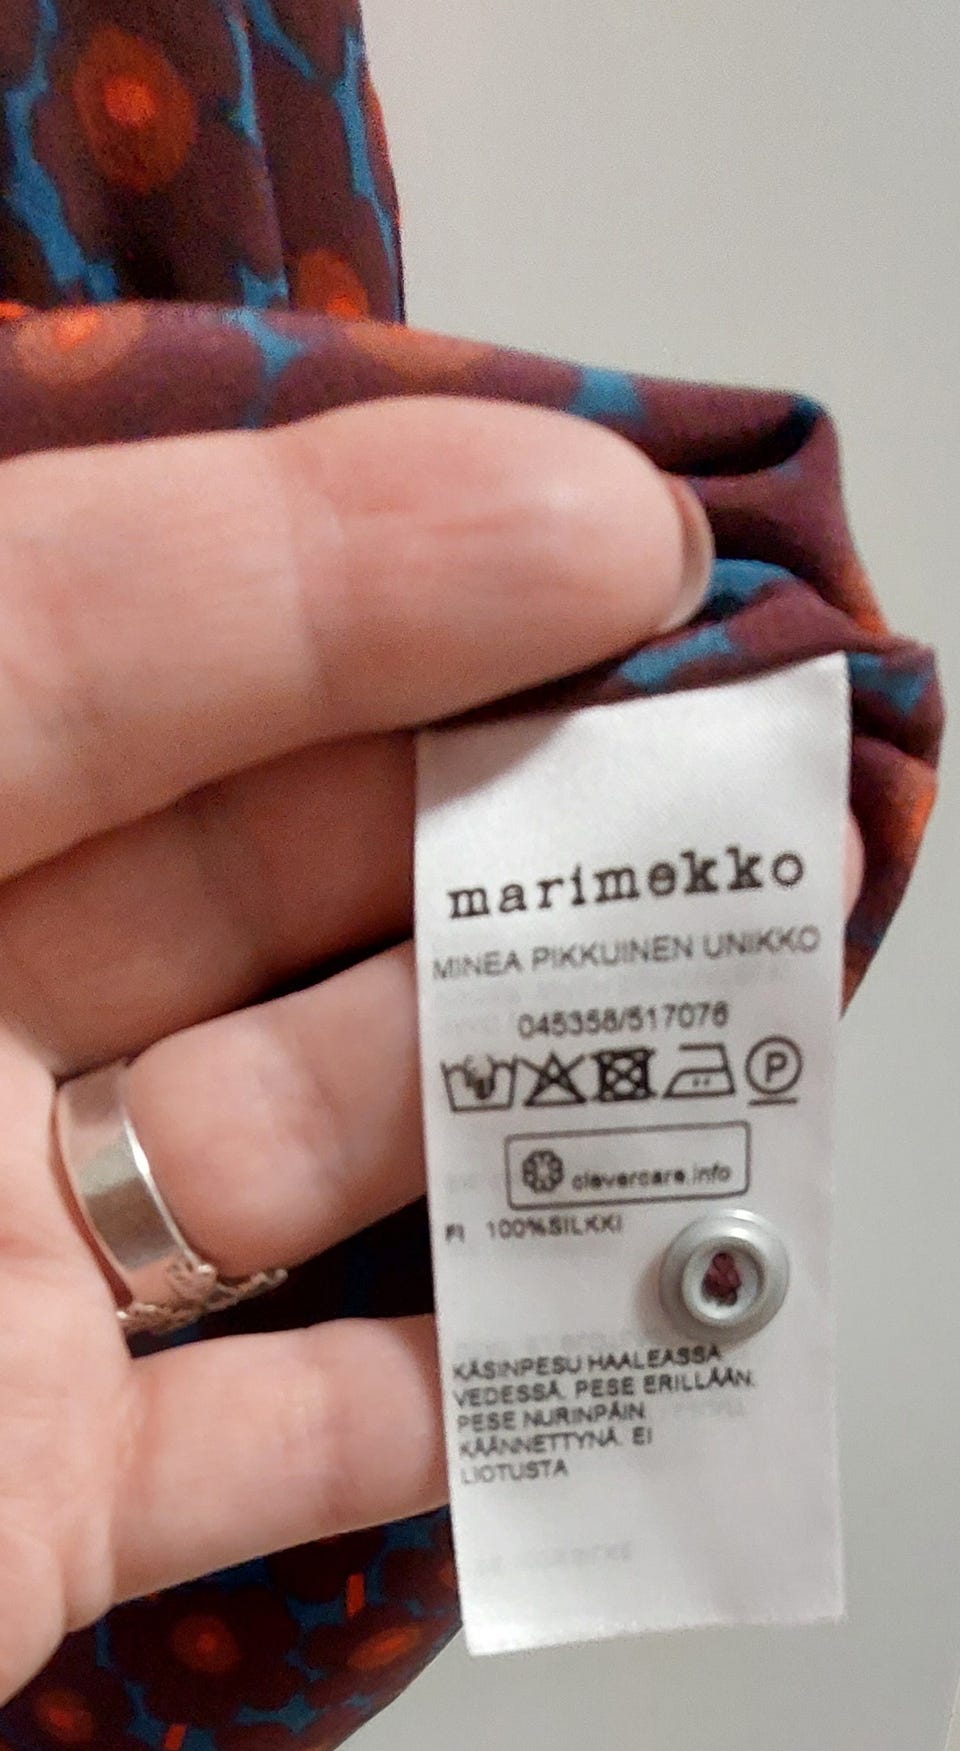 marimekko
MINEA PIKKUINEN UNIKKO
045358/517076
P
clevercare.info
FI 100%SILKKI
KÄSINPESU HAALEASSA
VEDESSÄ. PESE ERILLÄÄN.
PESE NURINPÄIN
KÄÄNNETTYNÄ. EI
LIOTUSTA